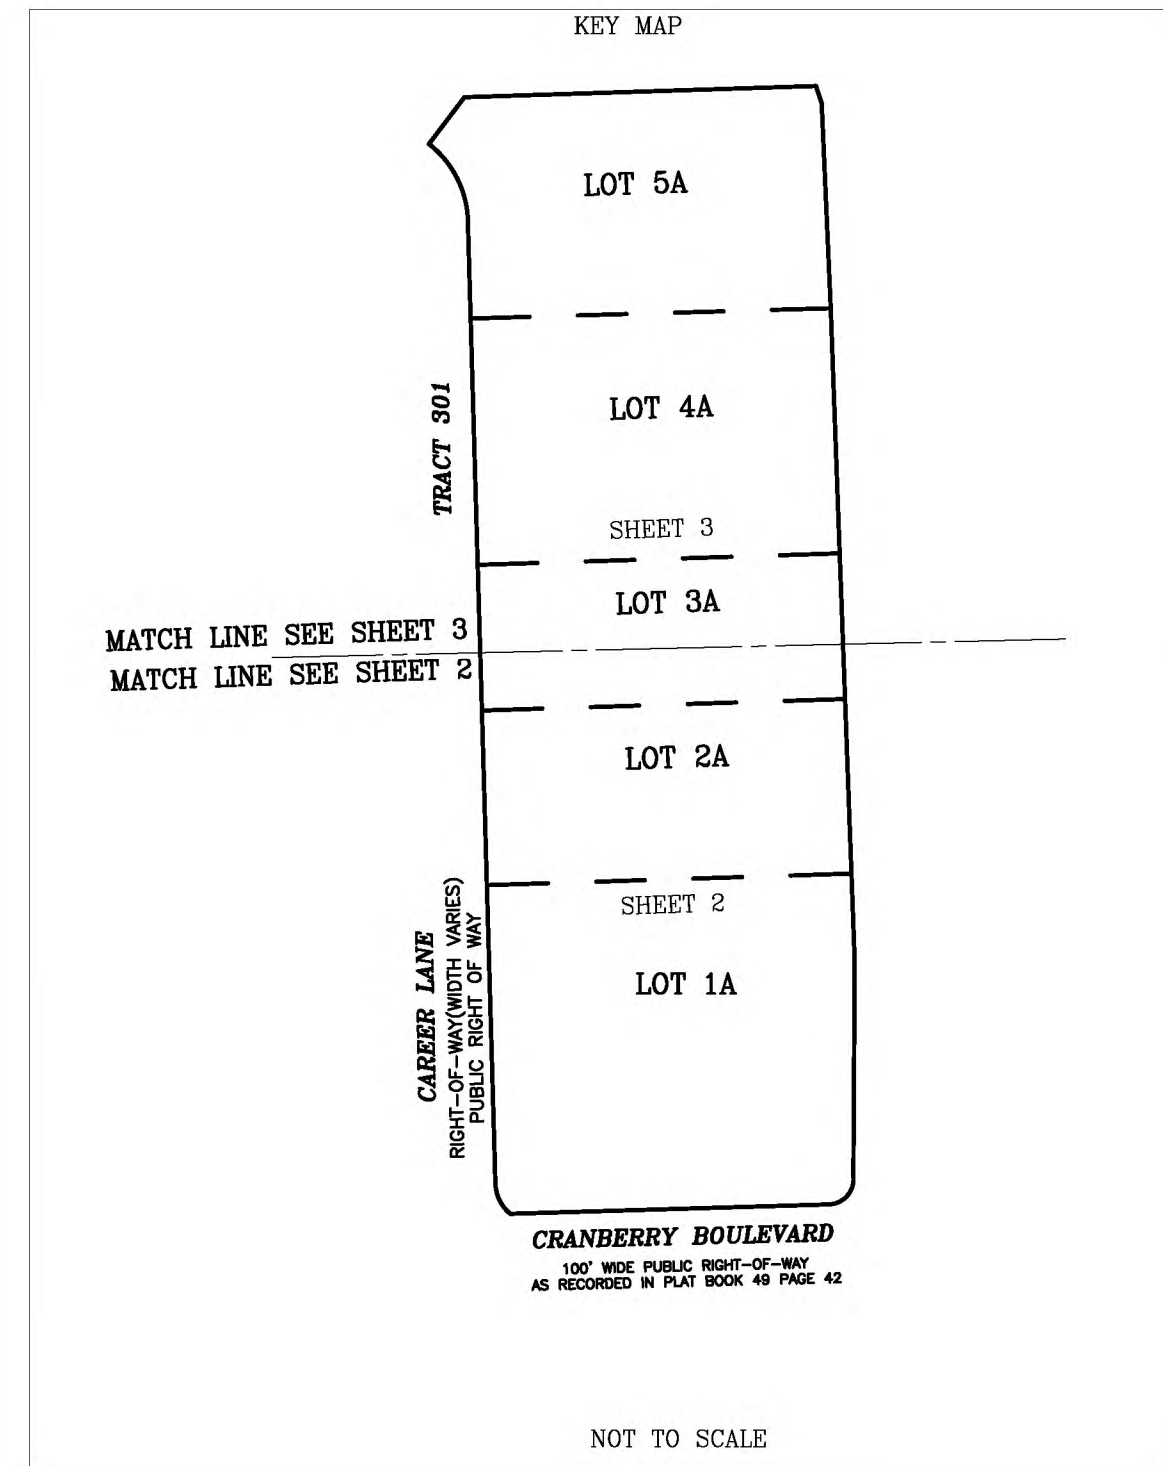 KEY MAP
LOT 5A
TRACT 301
LOT 4A
SHEET 3
LOT 3A
MATCH LINE SEE SHEET 3
MATCH LINE SEE SHEET 2
LOT 2A
SHEET 2
LOT 1A
CAREER LANE
RIGHT-OF-WAY(WIDTH VARIES)
PUBLIC RIGHT OF WAY
CRANBERRY BOULEVARD
100' WIDE PUBLIC RIGHT-OF-WAY
AS RECORDED IN PLAT BOOK 49 PAGE 42
NOT TO SCALE